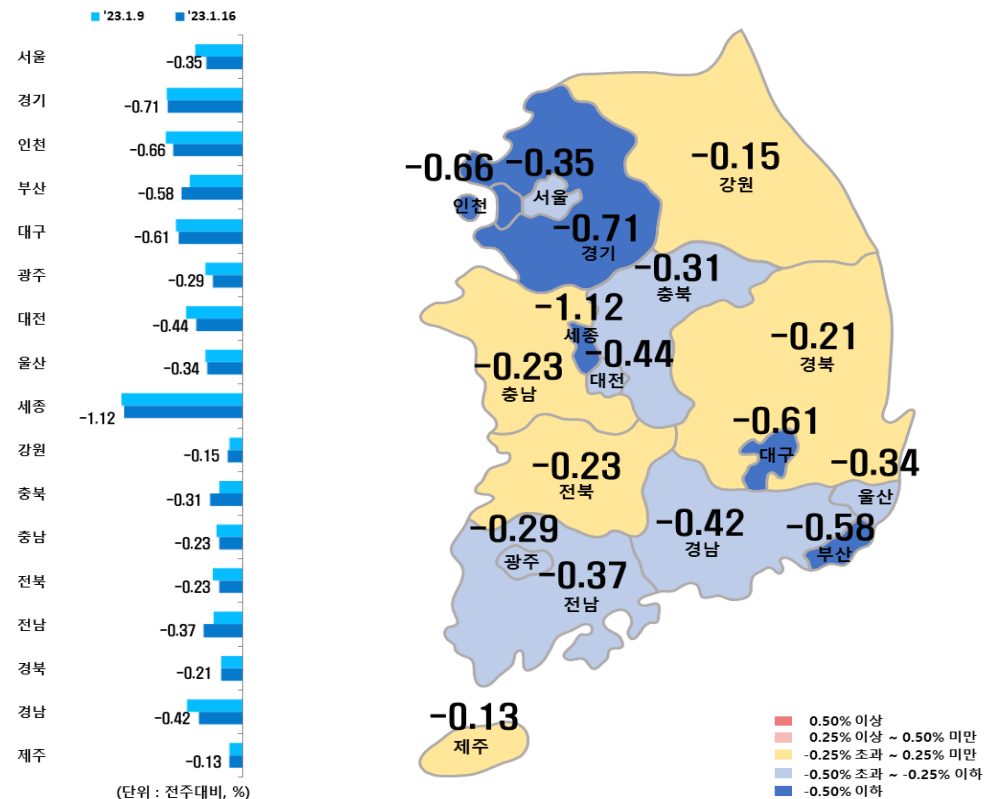 '23.1.9 '23.1.16
서울 -0.35
경기 -0.71
인천 -0.66
부산 -0.58
대구 -0.61
광주 -0.29
대전 -0.44
울산 -0.34
세종 -1.12
강원 -0.15
충북 -0.31
충남 -0.23
전북 -0.23
전남 -0.37
경북 -0.21
경남 -0.42
제주 -0.13
(단위 : 전주대비, %)
-0.15
강원
-0.66
인천
-0.35
서울
-0.71
경기
-0.31
충북
-1.12
세종
-0.44
대전
-0.23
충남
-0.21
경북
-0.61
대구
-0.34
울산
-0.23
전북
-0.42
경남
-0.58
부산
-0.29
광주
-0.37
전남
-0.13
제주
0.50% 이상
0.25% 이상 ~ 0.50% 미만
-0.25% 초과 ~ 0.25% 미만
-0.50% 초과 ~ -0.25% 이하
-0.50% 이하